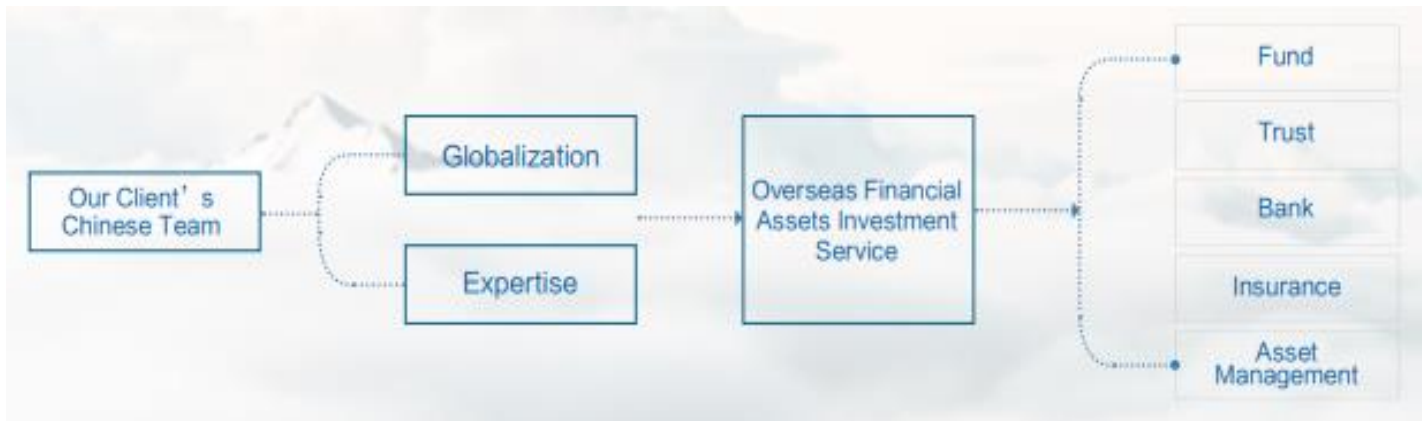 Our Client’s
Chinese Team
Globalization
Expertise
Overseas Financial
Assets Investment
Service
Fund
Trust
Bank
Insurance
Asset
Management